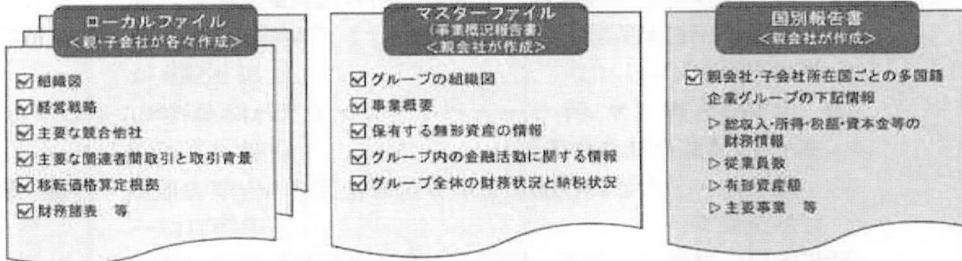 ローカルファイル
<親・子会社が各々作成>
組織図
経営戦略
主要な競合他社
主要な関連者間取引と取引背景
移転価格算定根拠
財務諸表 等
マスターファイル
(事業概況報告書)
<親会社が作成>
グループの組織図
事業概要
保有する無形資産の情報
グループ内の金融活動に関する情報
グループ全体の財務状況と納税状況
国別報告書
<親会社が作成>
親会社・子会社所在国ごとの多国籍
企業グループの下記情報
▷総収入・所得・税額・資本金等の
財務情報
▷従業員数
▷有形資産額
▷主要事業 等